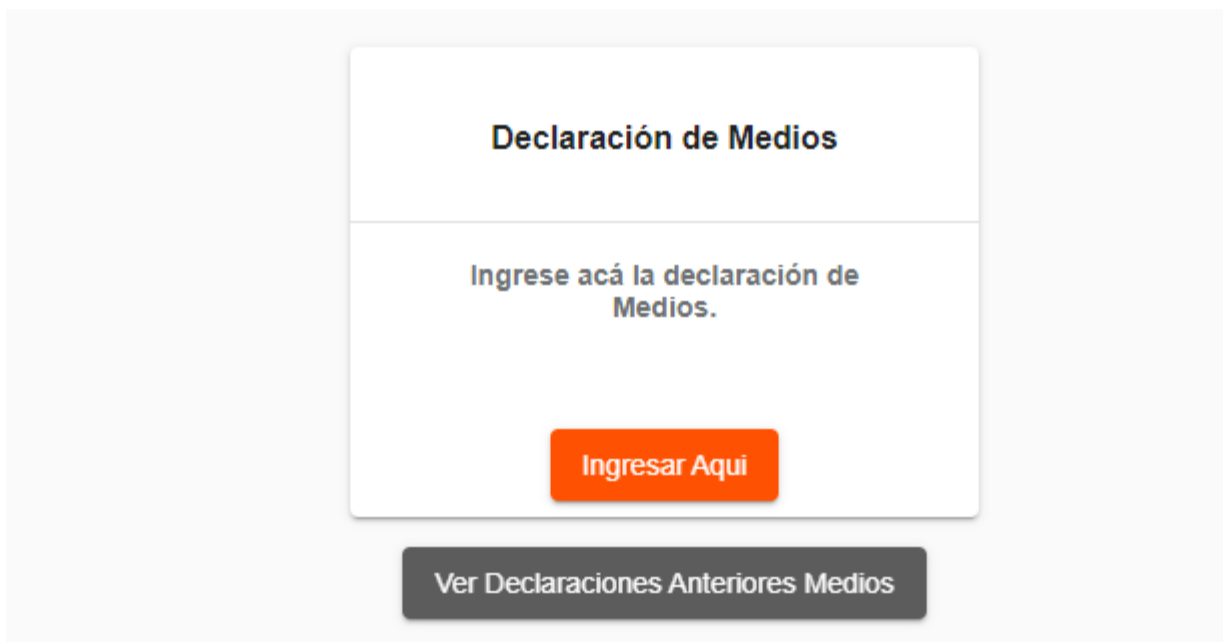 Declaración de Medios
Ingrese acá la declaración de
Medios.
Ingresar Aqui
Ver Declaraciones Anteriores Medios